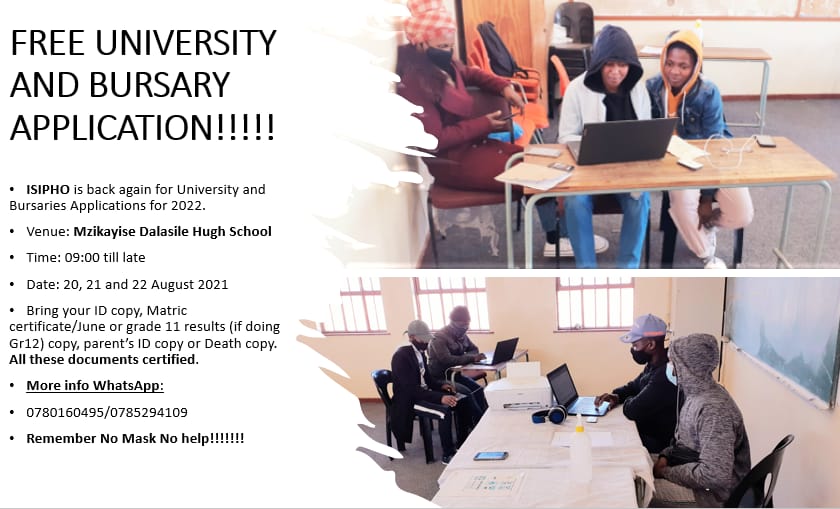 FREE UNIVERSITY
AND BURSARY
APPLICATION!!!!!
• ISIPHO is back again for University and
Bursaries Applications for 2022.
• Venue: Mzikayise Dalasile Hugh School
• Time: 09:00 till late
• Date: 20, 21 and 22 August 2021
• Bring your ID copy, Matric
certificate/June or grade 11 results (if doing
Gr12) copy, parent's ID copy or Death copy.
All these documents certified.
• More info WhatsApp:
• 0780160495/0785294109
• Remember No Mask No help!!!!!!!